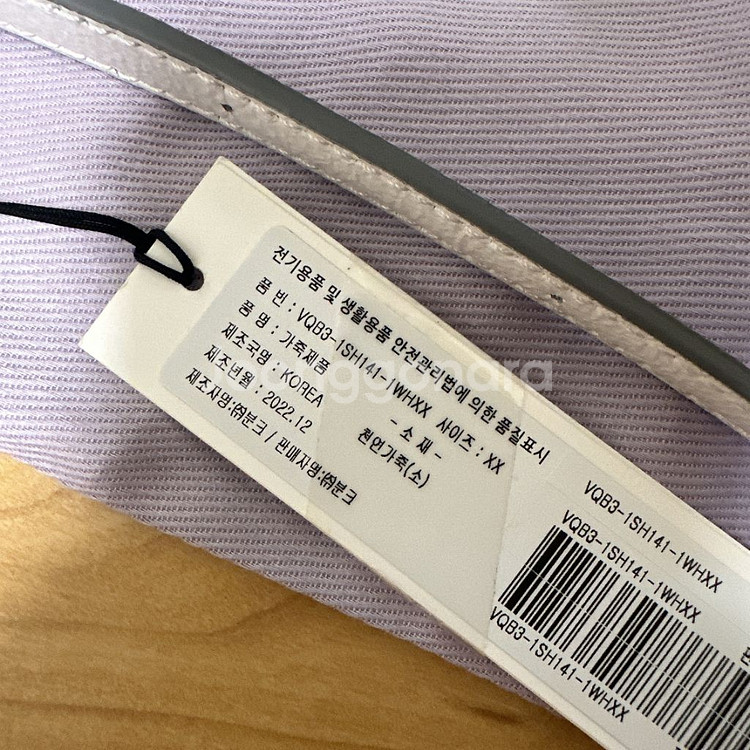 전기용품 및 생활용품 안전관리법에 의한 품질표시
품 빈 : VQB3-1SH141-1WHXX 사이즈 : XX
품 명 : 가죽제품
- 소 재 -
제조국명 : KOREA
천연가죽(소)
제조년월 : 2022.12
제조자명:㈜분크 / 판매자명:㈜분크
VQB3-1SH141-1WHXX
VQB3-1SH141-1WHXX
VQB3-1SH141-1WHXX